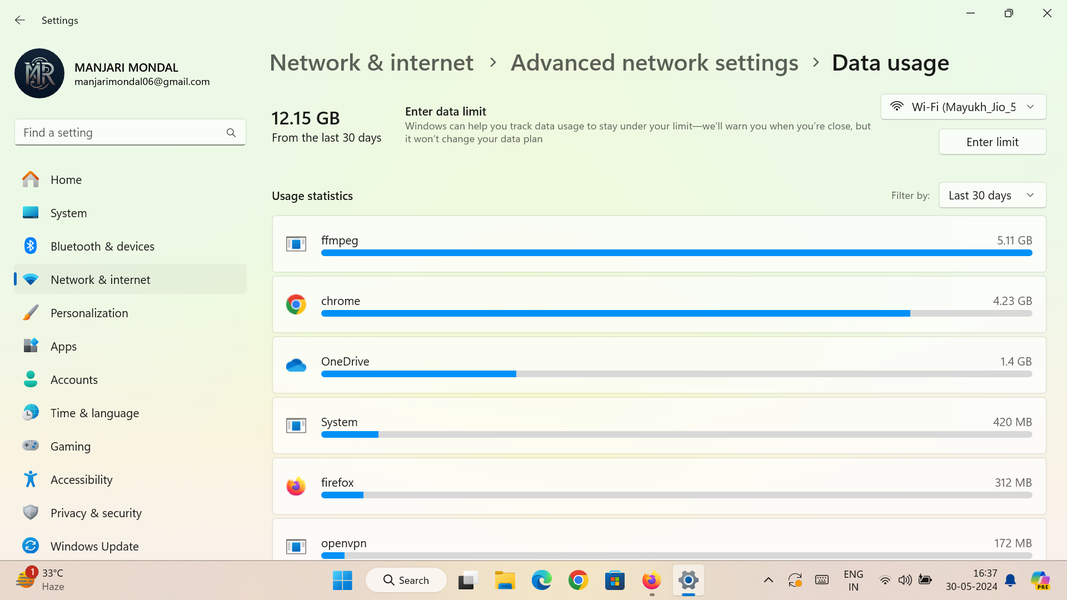 Settings
MANJARI MONDAL
manjarimondal06@gmail.com
Find a setting
Home
System
Bluetooth & devices
Network & internet
Personalization
Apps
Accounts
Time & language
Gaming
Accessibility
Privacy & security
Windows Update
Network & internet › Advanced network settings › Data usage
12.15 GB
From the last 30 days
Enter data limit
Windows can help you track data usage to stay under your limit—we'll warn you when you're close, but
it won't change your data plan
Wi-Fi (Mayukh_Jio_5
Enter limit
Usage statistics
Filter by: Last 30 days
ffmpeg 5.11 GB
chrome 4.23 GB
OneDrive 1.4 GB
System 420 MB
firefox 312 MB
openvpn 172 MB
1
33°C
Haze
Search
ENG
IN
16:37
30-05-2024
PRE